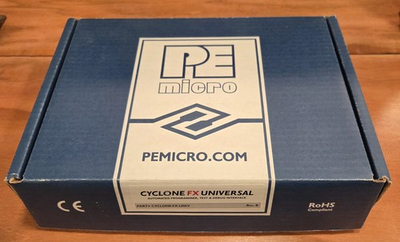 PE
micro
PEMICRO.COM
CYCLONE FX UNIVERSAL
AUTOMATED PROGRAMMER, TEST & DEBUG INTERFACE
CE
RoHS
Compliant